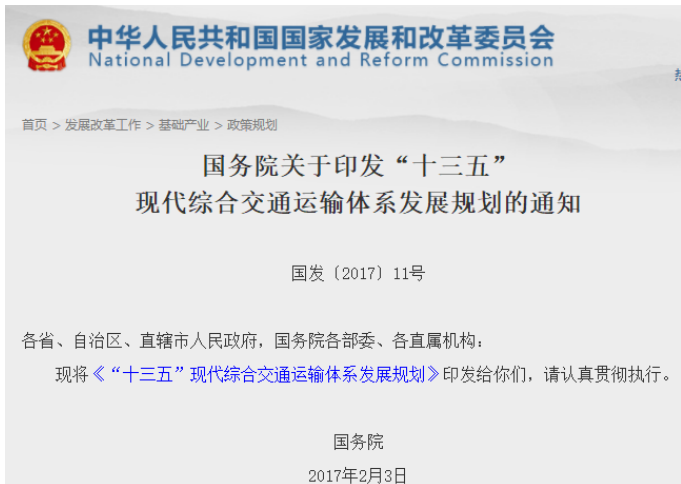 中华人民共和国国家发展和改革委员会
National Development and Reform Commission
首页 > 发展改革工作 > 基础产业 > 政策规划
国务院关于印发“十三五”
现代综合交通运输体系发展规划的通知
国发〔2017〕11号
各省、自治区、直辖市人民政府，国务院各部委、各直属机构：
现将《“十三五”现代综合交通运输体系发展规划》印发给你们，请认真贯彻执行。
国务院
2017年2月3日